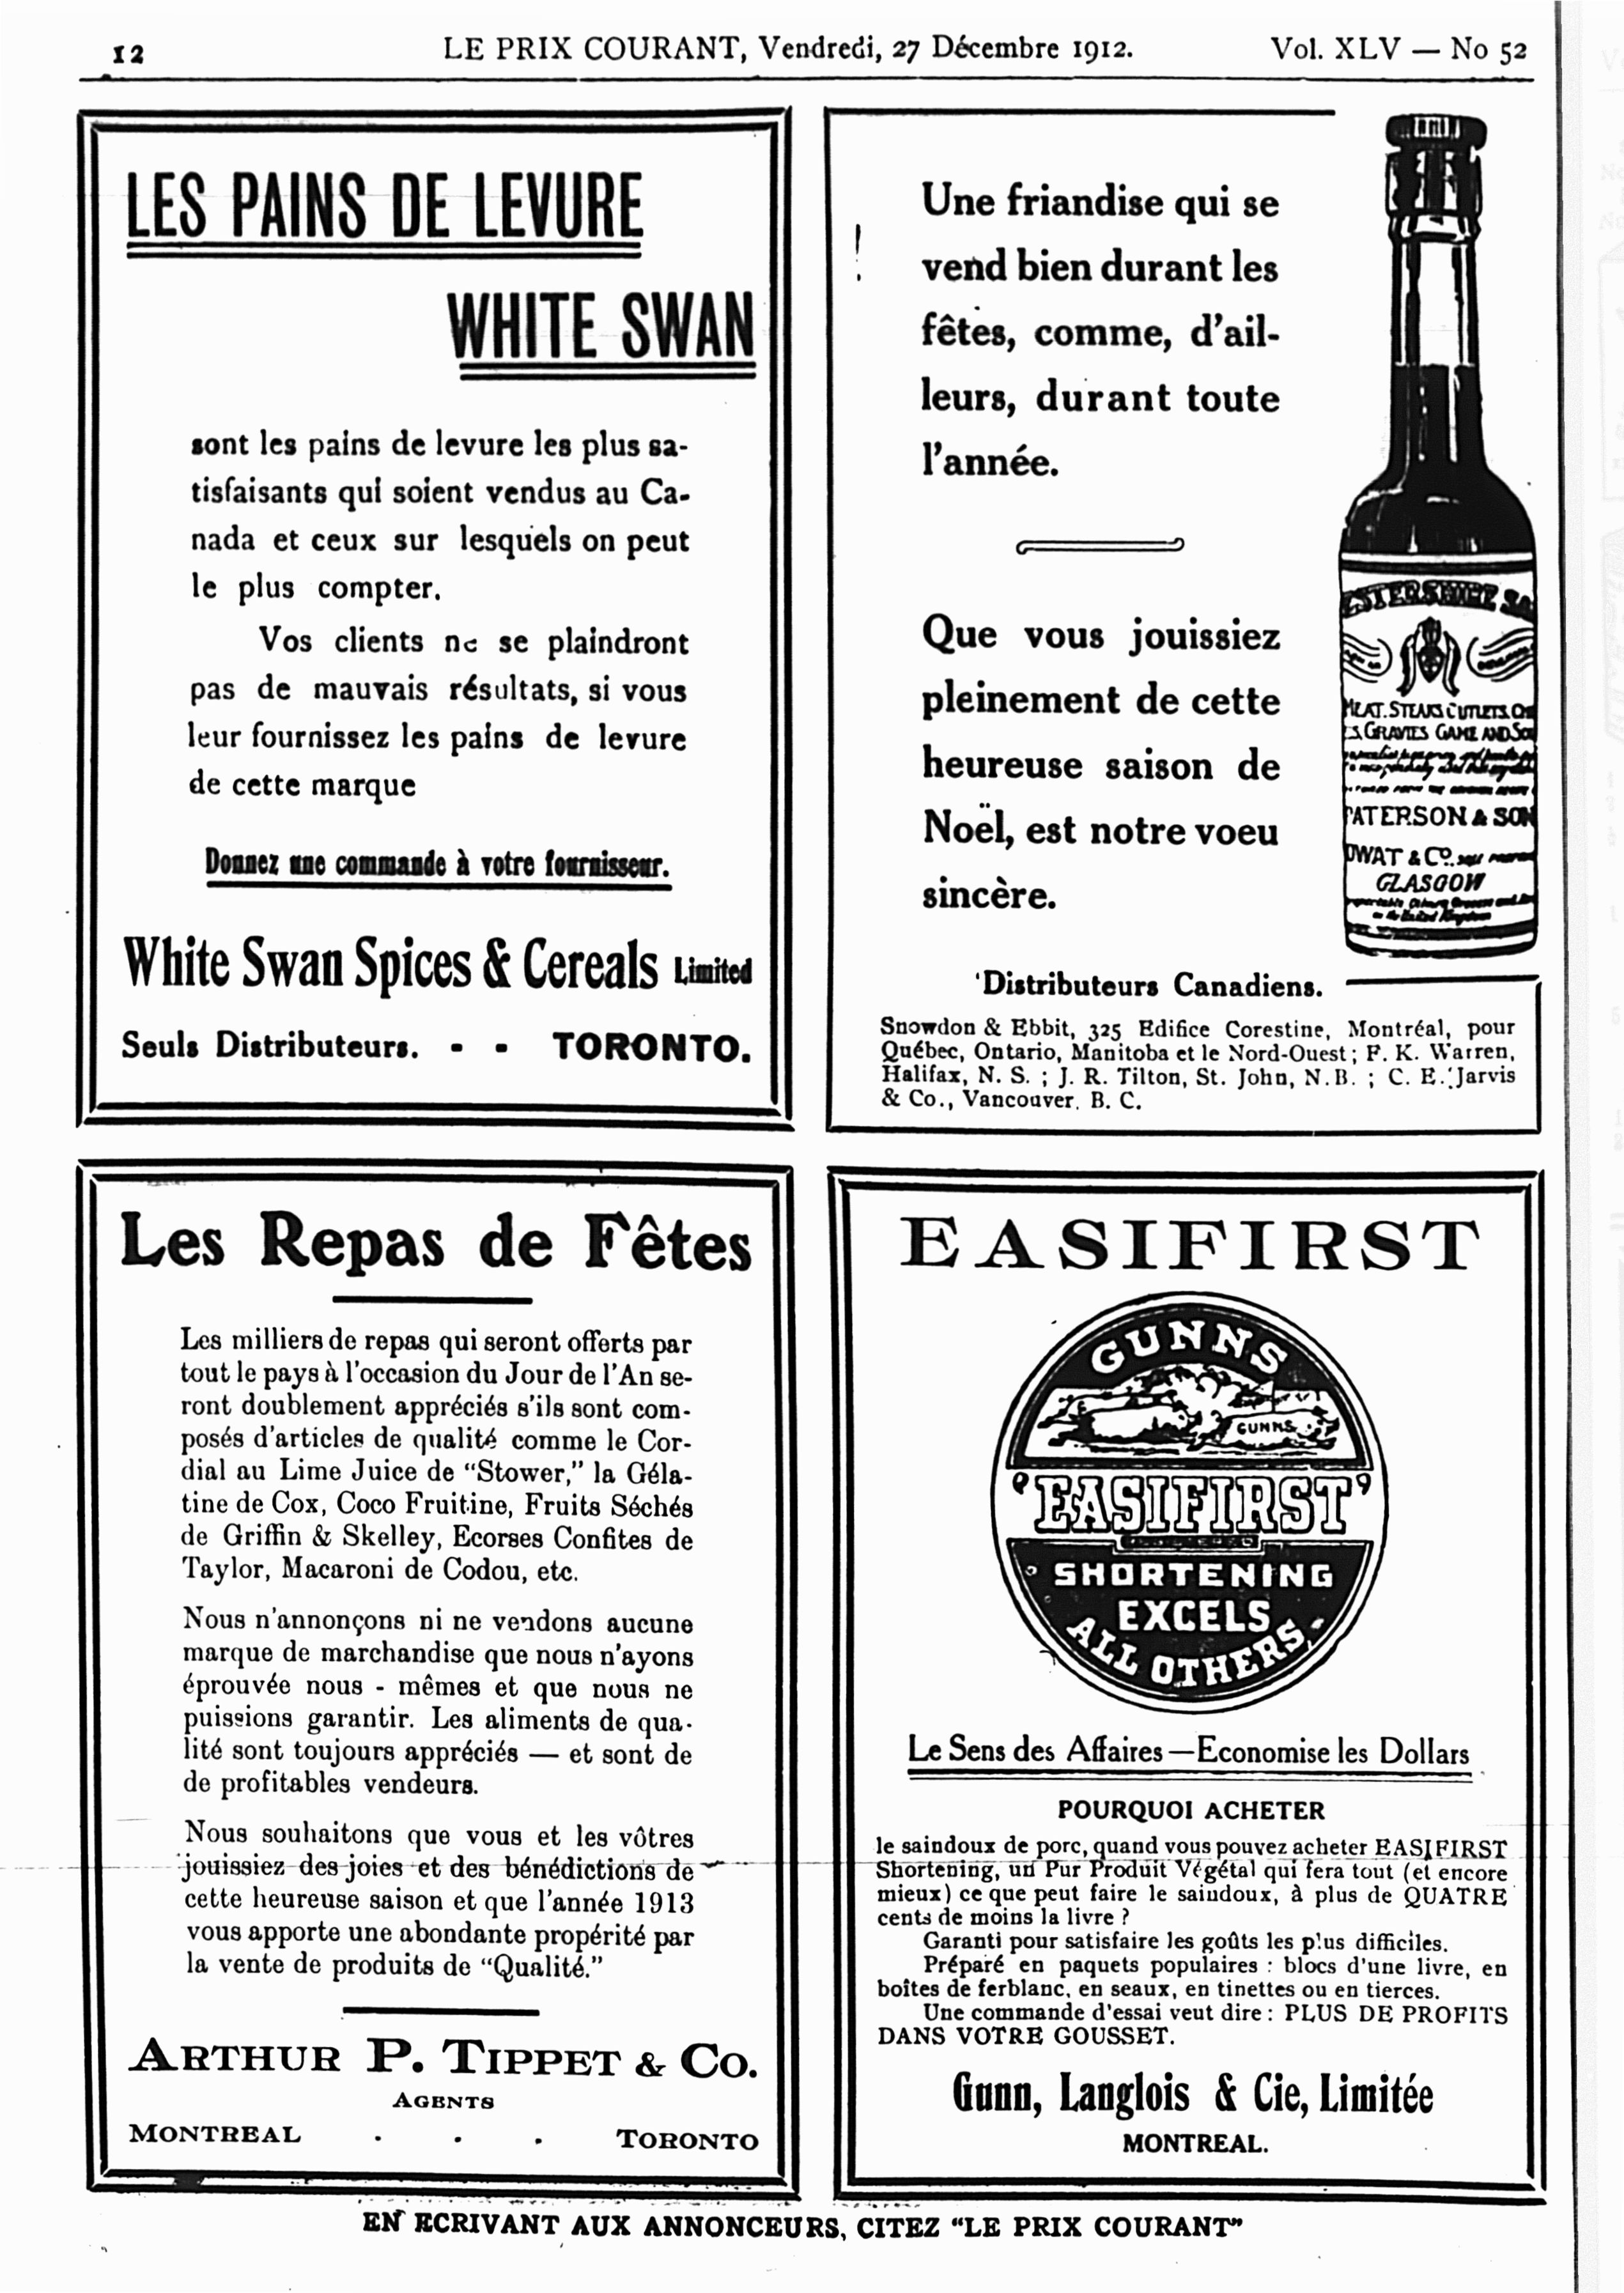 12
LE PRIX COURANT, Vendredi, 27 Décembre 1912.
Vol. XLV — No 52
LES PAINS DE LEVURE
WHITE SWAN
sont les pains de levure les plus sa-
tisfaisants qui soient vendus au Ca-
nada et ceux sur lesquels on peut
le plus compter.
Vos clients ne se plaindront
pas de mauvais résultats, si vous
leur fournissez les pains de levure
de cette marque
Donnez une commande à votre fournisseur.
White Swan Spices & Cereals Limited
Seuls Distributeurs. - - TORONTO.
Une friandise qui se
vend bien durant les
fêtes, comme, d'ail-
leurs, durant toute
l'année.
Que vous jouissiez
pleinement de cette
heureuse saison de
Noël, est notre voeu
sincère.
ESTERSHIRE SA
MEAT. STEAKS CUTLETS. CH
S. GRAVIES GAME AND SOU
PATERSON & SON
OWAT & CO.
GLASGOW
in the United Kingdom
Distributeurs Canadiens.
Snowdon & Ebbit, 325 Edifice Corestine, Montréal, pour
Québec, Ontario, Manitoba et le Nord-Ouest; F. K. Warren,
Halifax, N. S. ; J. R. Tilton, St. John, N.B. ; C. E. Jarvis
& Co., Vancouver, B. C.
Les Repas de Fêtes
Les milliers de repas qui seront offerts par
tout le pays à l'occasion du Jour de l'An se-
ront doublement appréciés s'ils sont com-
posés d'articles de qualité comme le Cor-
dial au Lime Juice de "Stower," la Géla-
tine de Cox, Coco Fruitine, Fruits Séchés
de Griffin & Skelley, Ecorses Confites de
Taylor, Macaroni de Codou, etc.
Nous n'annonçons ni ne vendons aucune
marque de marchandise que nous n'ayons
éprouvée nous - mêmes et que nous ne
puissions garantir. Les aliments de qua-
lité sont toujours appréciés — et sont de
de profitables vendeurs.
Nous souhaitons que vous et les vôtres
jouissiez des joies et des bénédictions de
cette heureuse saison et que l'année 1913
vous apporte une abondante propérité par
la vente de produits de "Qualité."
ARTHUR P. TIPPET & CO.
AGENTS
MONTREAL . . . TORONTO
EASIFIRST
GUNNS
GUNNS
'EASIFIRST'
SHORTENING
EXCELS
ALL OTHERS
Le Sens des Affaires — Economise les Dollars
POURQUOI ACHETER
le saindoux de porc, quand vous pouvez acheter EASIFIRST
Shortening, un Pur Produit Végétal qui fera tout (et encore
mieux) ce que peut faire le saindoux, à plus de QUATRE
cents de moins la livre ?
Garanti pour satisfaire les goûts les plus difficiles.
Préparé en paquets populaires : blocs d'une livre, en
boîtes de ferblanc, en seaux, en tinettes ou en tierces.
Une commande d'essai veut dire : PLUS DE PROFITS
DANS VOTRE GOUSSET.
Gunn, Langlois & Cie, Limitée
MONTREAL.
EN ECRIVANT AUX ANNONCEURS, CITEZ "LE PRIX COURANT"